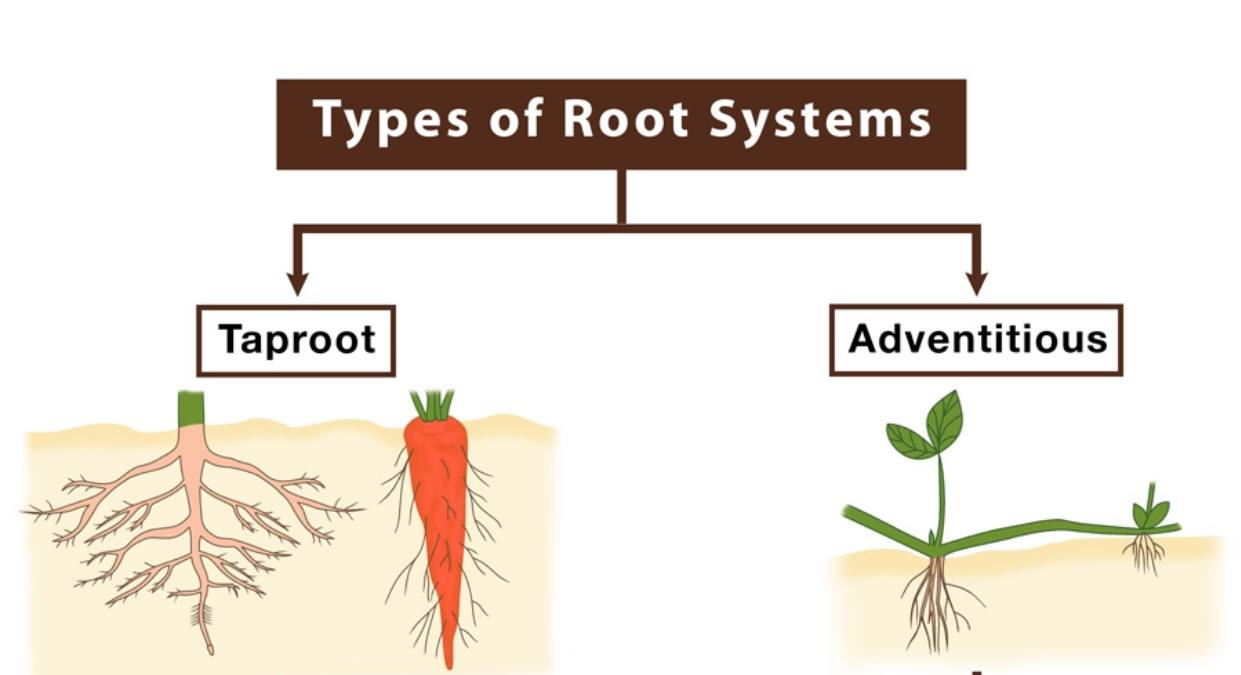 Types of Root Systems
Taproot
Adventitious